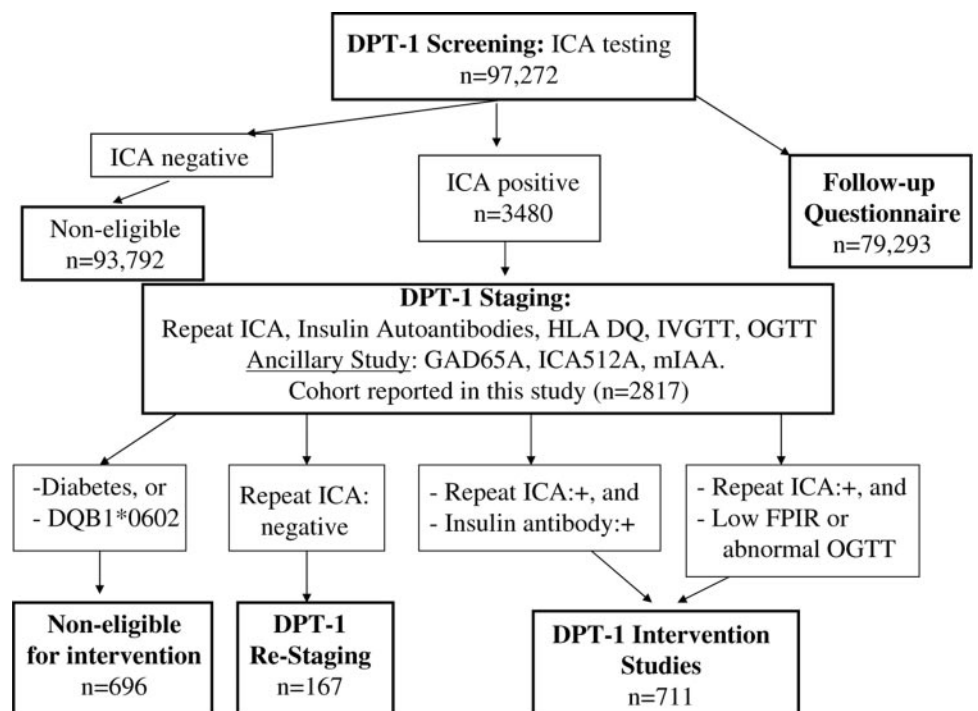 DPT-1 Screening: ICA testing
n=97,272
ICA negative
ICA positive
n=3480
Follow-up
Questionnaire
n=79,293
Non-eligible
n=93,792
DPT-1 Staging:
Repeat ICA, Insulin Autoantibodies, HLA DQ, IVGTT, OGTT
Ancillary Study: GAD65A, ICA512A, mIAA.
Cohort reported in this study (n=2817)
-Diabetes, or
- DQB1*0602
Repeat ICA:
negative
- Repeat ICA:+, and
- Insulin antibody:+
- Repeat ICA:+, and
- Low FPIR or
abnormal OGTT
Non-eligible
for intervention
n=696
DPT-1
Re-Staging
n=167
DPT-1 Intervention
Studies
n=711